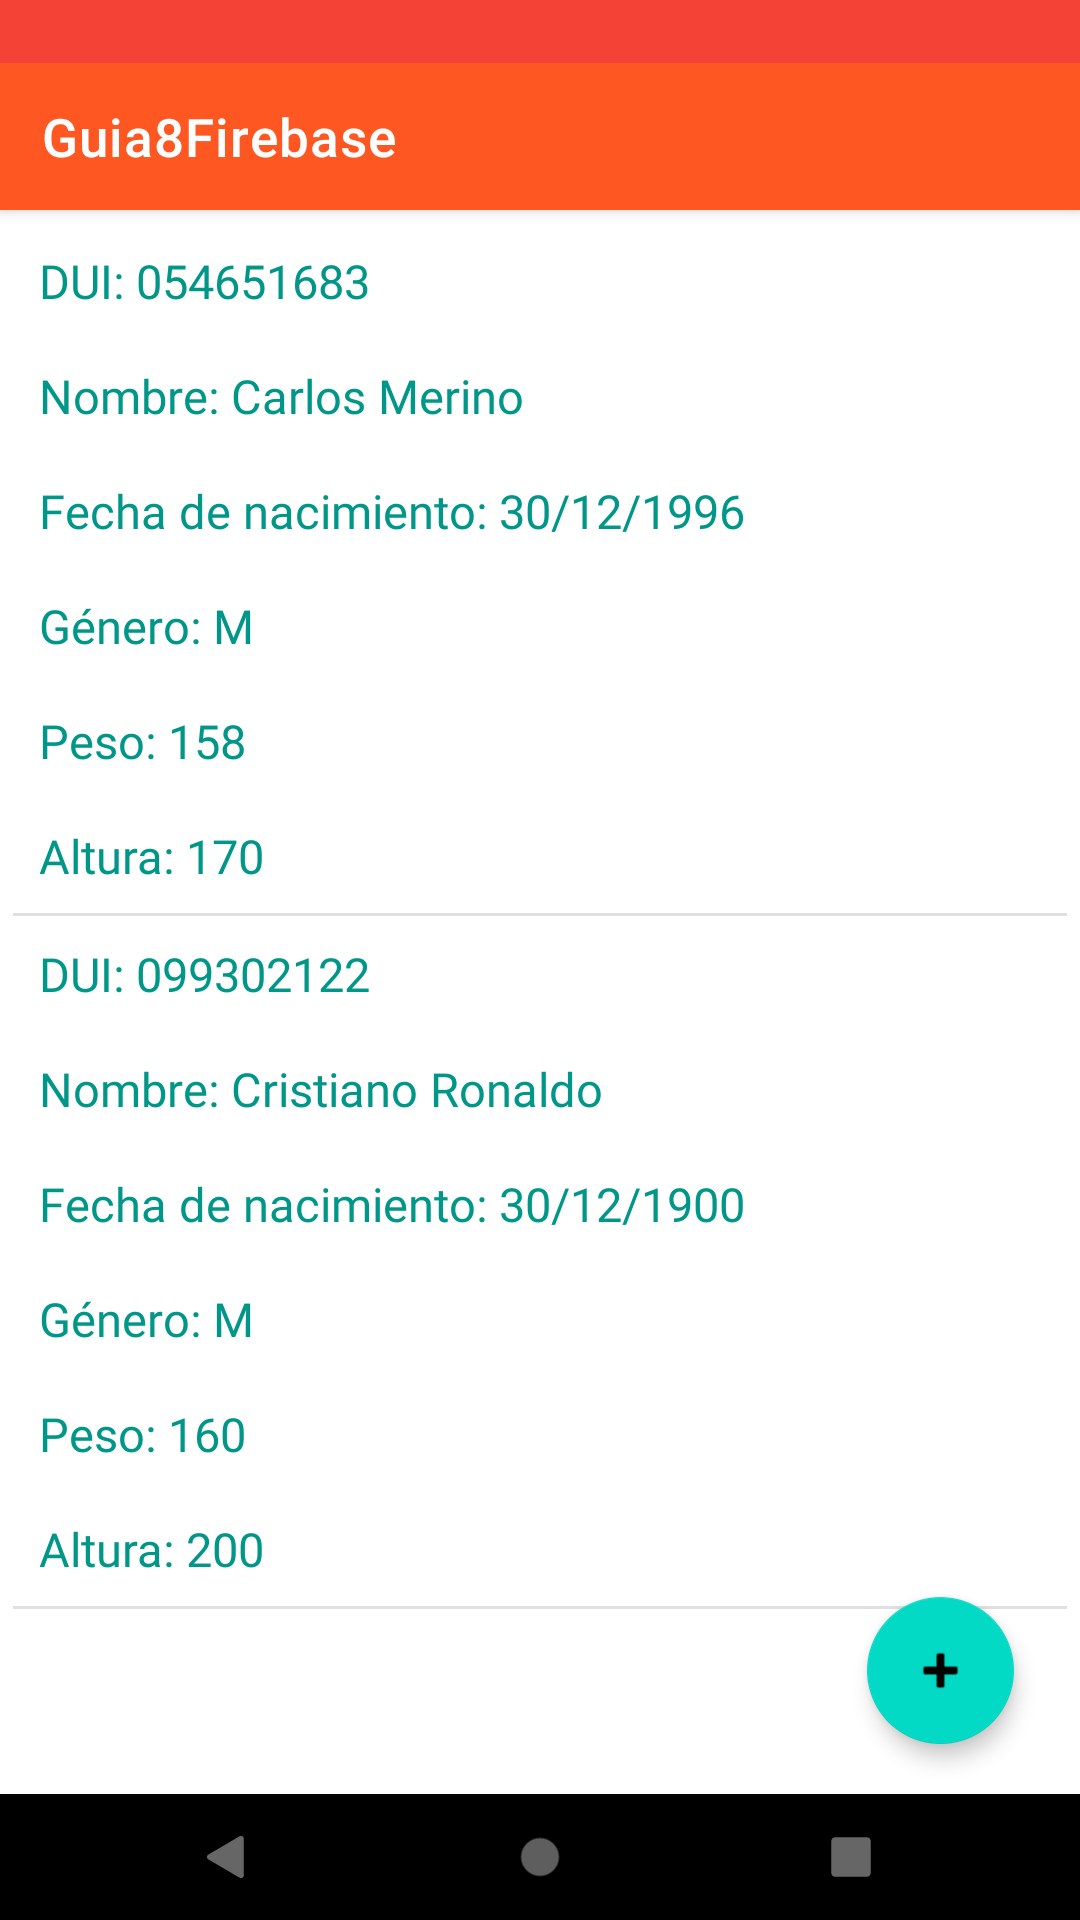 Guia8Firebase
DUI: 054651683
Nombre: Carlos Merino
Fecha de nacimiento: 30/12/1996
Género: M
Peso: 158
Altura: 170
DUI: 099302122
Nombre: Cristiano Ronaldo
Fecha de nacimiento: 30/12/1900
Género: M
Peso: 160
Altura: 200